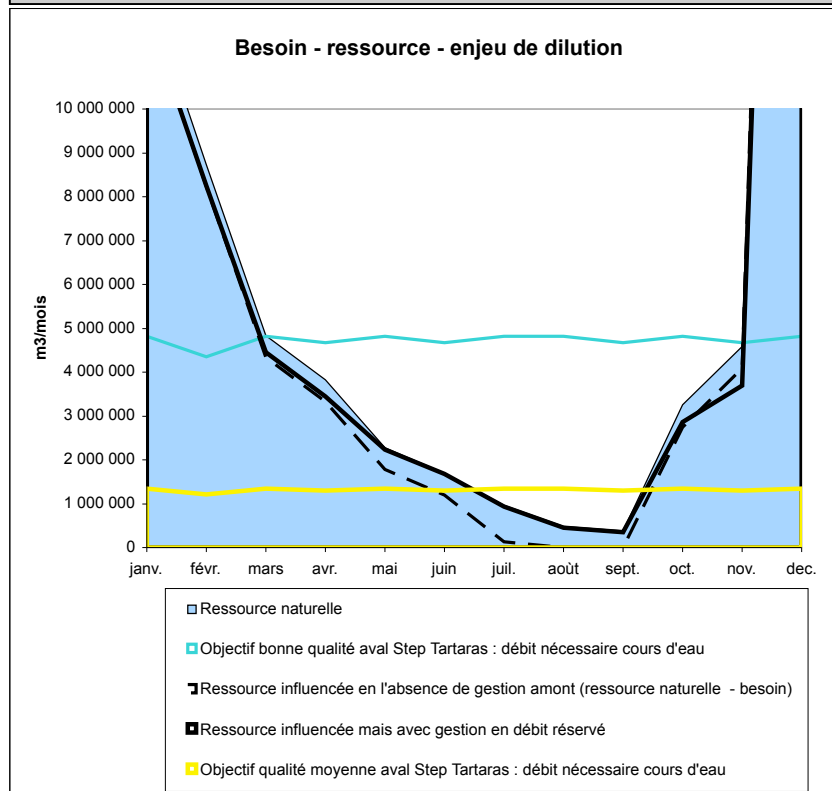 Besoin - ressource - enjeu de dilution
10 000 000
9 000 000
8 000 000
7 000 000
6 000 000
5 000 000
4 000 000
3 000 000
2 000 000
1 000 000
0
m3/mois
janv. févr. mars avr. mai juin juil. août sept. oct. nov. dec.
Ressource naturelle
Objectif bonne qualité aval Step Tartaras : débit nécessaire cours d'eau
Ressource influencée en l'absence de gestion amont (ressource naturelle - besoin)
Ressource influencée mais avec gestion en débit réservé
Objectif qualité moyenne aval Step Tartaras : débit nécessaire cours d'eau